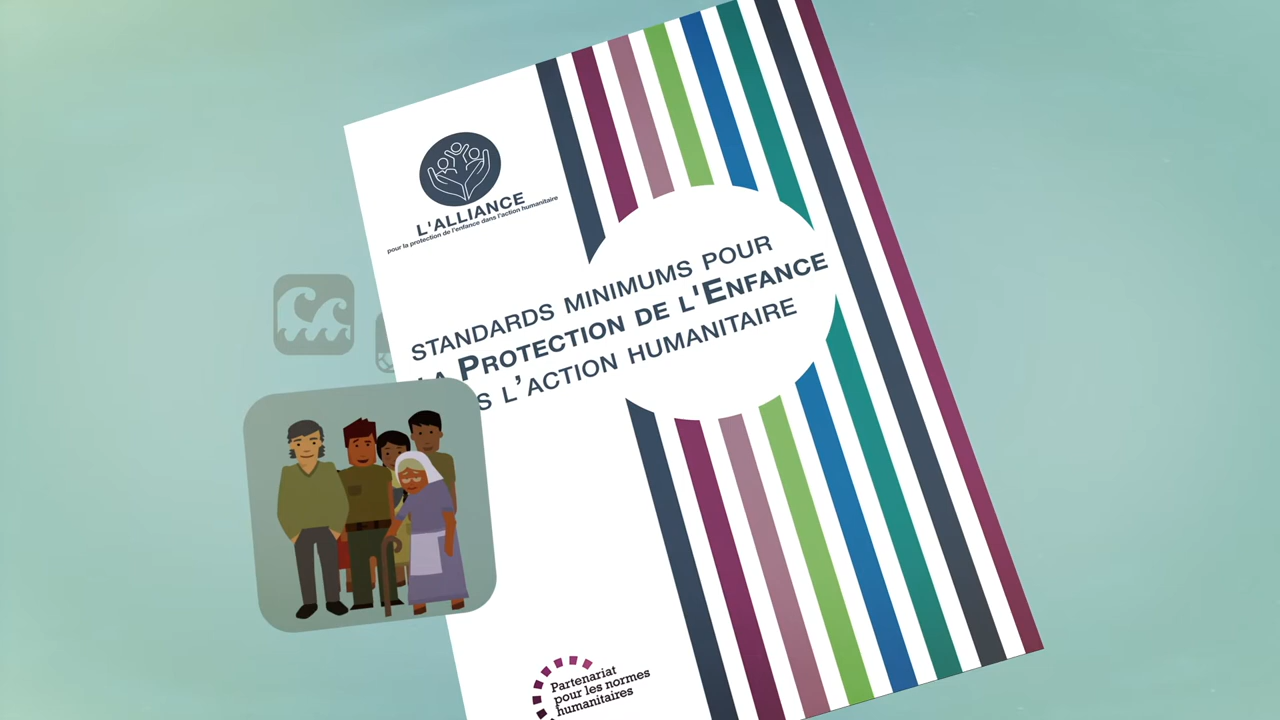 L'ALLIANCE
pour la protection de l'enfance dans l'action humanitaire
STANDARDS MINIMUMS POUR
LA PROTECTION DE L'ENFANCE
S L'ACTION HUMANITAIRE
Partenariat
pour les normes
humanitaires